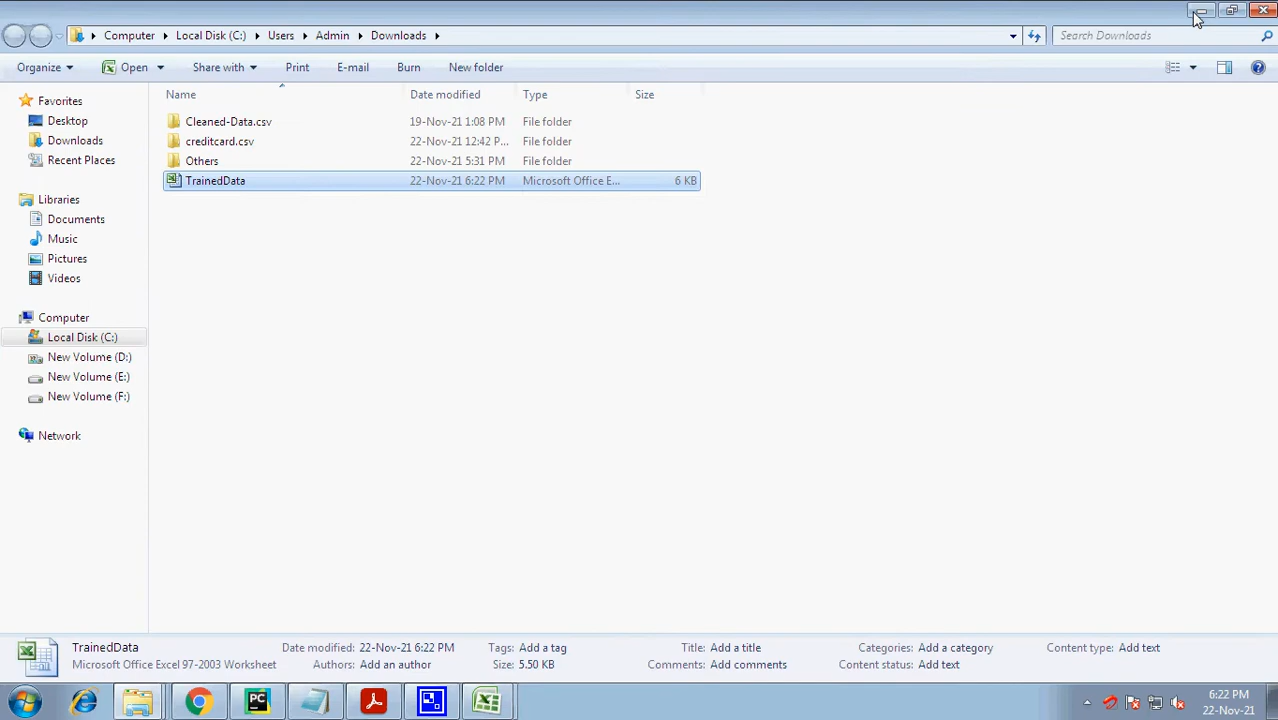 Computer Local Disk (C:) Users Admin Downloads Search Downloads
Organize Open Share with Print E-mail Burn New folder
Favorites
Desktop
Downloads
Recent Places
Libraries
Documents
Music
Pictures
Videos
Computer
Local Disk (C:)
New Volume (D:)
New Volume (E:)
New Volume (F:)
Network
Name Date modified Type Size
Cleaned-Data.csv 19-Nov-21 1:08 PM File folder
creditcard.csv 22-Nov-21 12:42 P... File folder
Others 22-Nov-21 5:31 PM File folder
TrainedData 22-Nov-21 6:22 PM Microsoft Office E... 6 KB
TrainedData Date modified: 22-Nov-21 6:22 PM Tags: Add a tag Title: Add a title Categories: Add a category Content type: Add text
Microsoft Office Excel 97-2003 Worksheet Authors: Add an author Size: 5.50 KB Comments: Add comments Content status: Add text
PC
6:22 PM
22-Nov-21